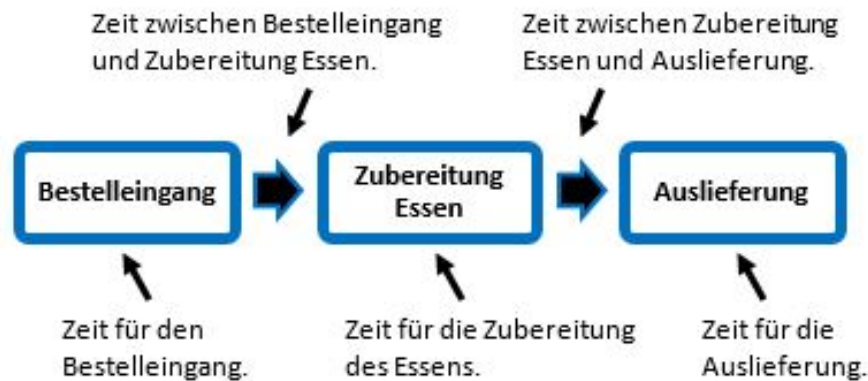 Zeit zwischen Bestelleingang
und Zubereitung Essen.
Zeit zwischen Zubereitung
Essen und Auslieferung.
Bestelleingang
Zubereitung
Essen
Auslieferung
Zeit für den
Bestelleingang.
Zeit für die Zubereitung
des Essens.
Zeit für die
Auslieferung.